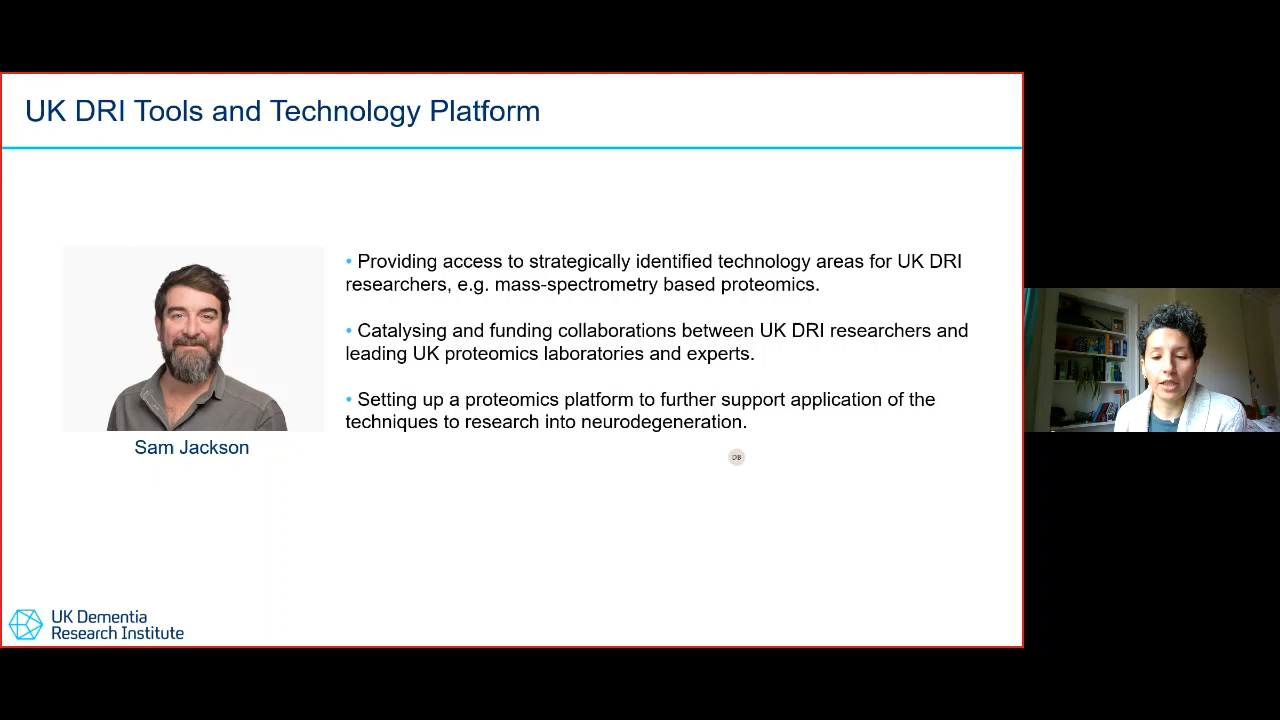 UK DRI Tools and Technology Platform
• Providing access to strategically identified technology areas for UK DRI
researchers, e.g. mass-spectrometry based proteomics.
• Catalysing and funding collaborations between UK DRI researchers and
leading UK proteomics laboratories and experts.
• Setting up a proteomics platform to further support application of the
techniques to research into neurodegeneration.
Sam Jackson
DB
UK Dementia
Research Institute